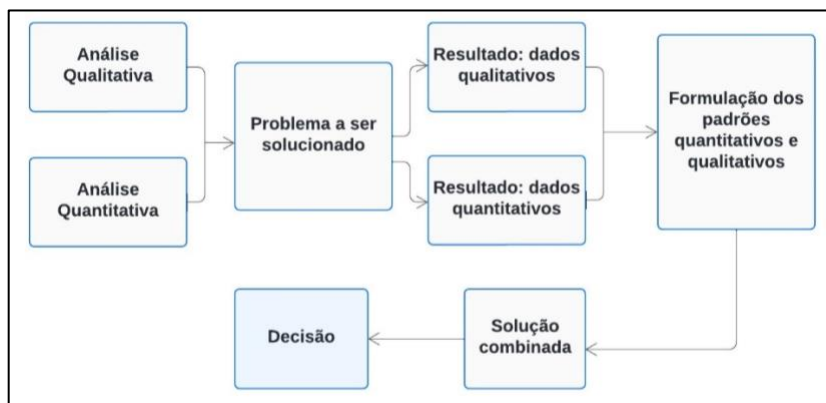 Análise
Qualitativa
Análise
Quantitativa
Problema a ser
solucionado
Resultado: dados
qualitativos
Resultado: dados
quantitativos
Formulação dos
padrões
quantitativos e
qualitativos
Solução
combinada
Decisão